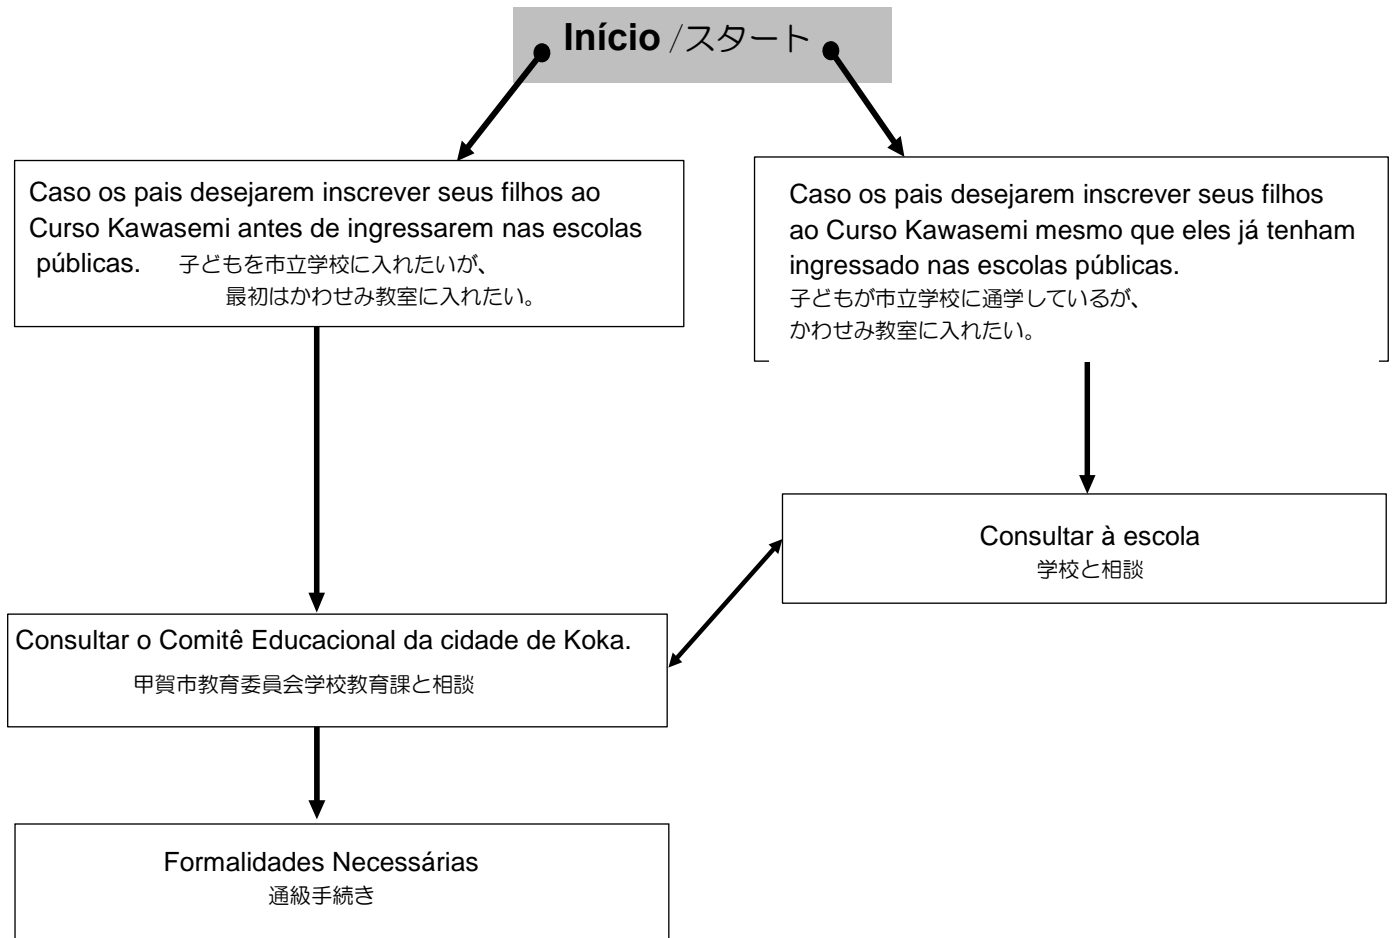 Início /スタート
Caso os pais desejarem inscrever seus filhos ao
Curso Kawasemi antes de ingressarem nas escolas
públicas. 子どもを市立学校に入れたいが、
最初はかわせみ教室に入れたい。
Caso os pais desejarem inscrever seus filhos
ao Curso Kawasemi mesmo que eles já tenham
ingressado nas escolas públicas.
子どもが市立学校に通学しているが、
かわせみ教室に入れたい。
Consultar à escola
学校と相談
Consultar o Comitê Educacional da cidade de Koka.
甲賀市教育委員会学校教育課と相談
Formalidades Necessárias
通級手続き